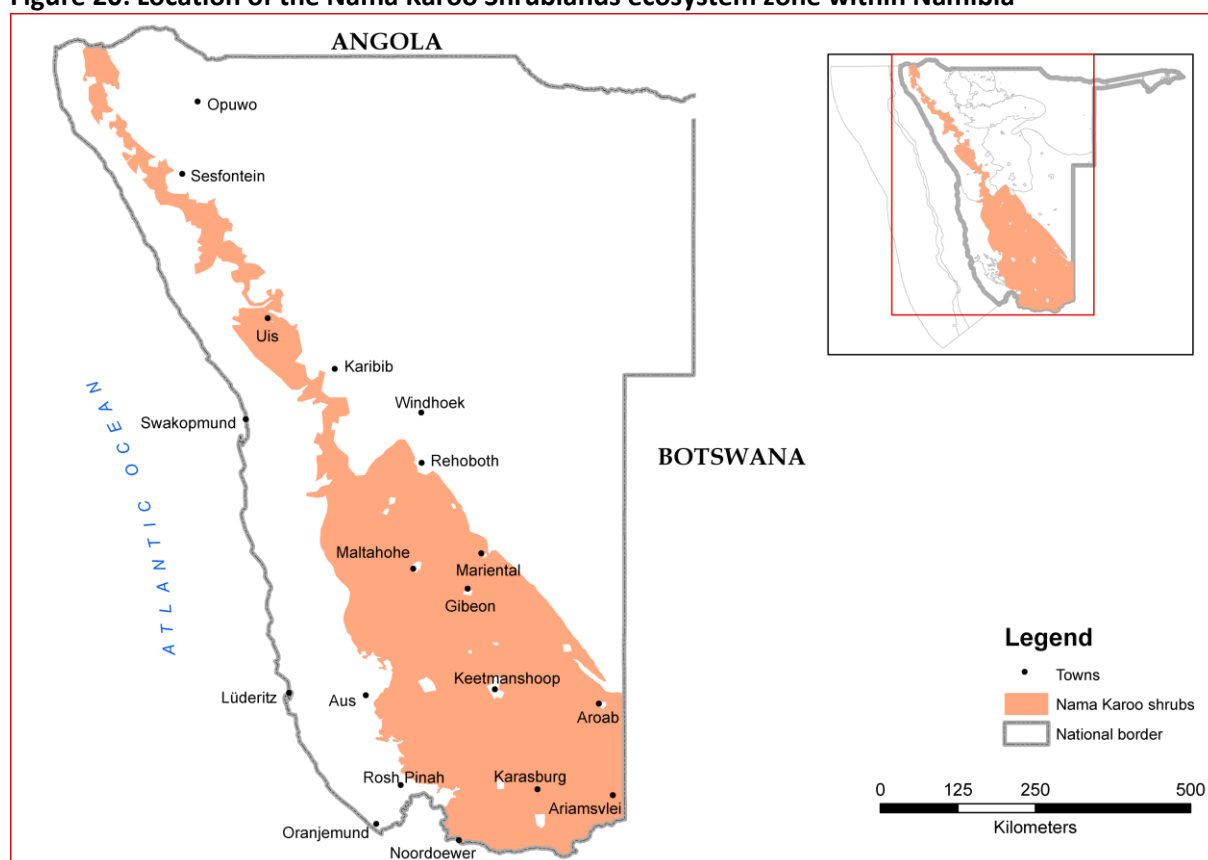 Figure 20: Location of the Nama Karoo Shrublands ecosystem zone within Namibia
ANGOLA
Opuwo
Sesfontein
Uis
Karibib
Windhoek
Swakopmund
Rehoboth
BOTSWANA
ATLANTIC OCEAN
Maltahohe
Mariental
Gibeon
Keetmanshoop
Lüderitz
Aus
Aroab
Rosh Pinah
Karasburg
Ariamsvlei
Oranjemund
Noordoewer
Legend
Towns
Nama Karoo shrubs
National border
0 125 250 500
Kilometers